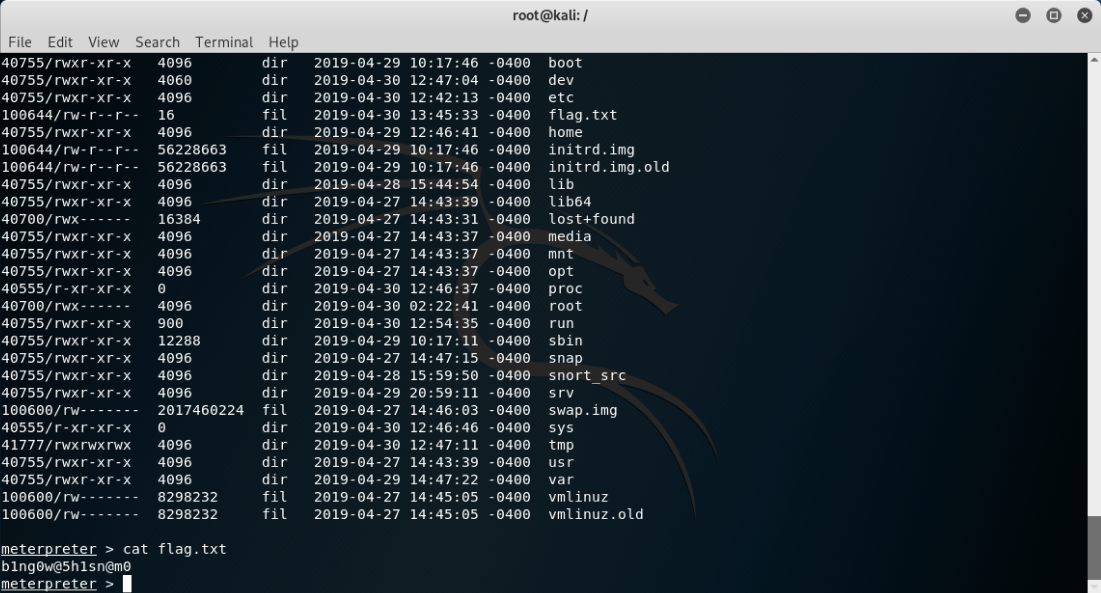 root@kali: /
File Edit View Search Terminal Help
40755/rwxr-xr-x 4096 dir 2019-04-29 10:17:46 -0400 boot
40755/rwxr-xr-x 4060 dir 2019-04-30 12:47:04 -0400 dev
40755/rwxr-xr-x 4096 dir 2019-04-30 12:42:13 -0400 etc
100644/rw-r--r-- 16 fil 2019-04-30 13:45:33 -0400 flag.txt
40755/rwxr-xr-x 4096 dir 2019-04-29 12:46:41 -0400 home
100644/rw-r--r-- 56228663 fil 2019-04-29 10:17:46 -0400 initrd.img
100644/rw-r--r-- 56228663 fil 2019-04-29 10:17:46 -0400 initrd.img.old
40755/rwxr-xr-x 4096 dir 2019-04-28 15:44:54 -0400 lib
40755/rwxr-xr-x 4096 dir 2019-04-27 14:43:39 -0400 lib64
40700/rwx------ 16384 dir 2019-04-27 14:43:31 -0400 lost+found
40755/rwxr-xr-x 4096 dir 2019-04-27 14:43:37 -0400 media
40755/rwxr-xr-x 4096 dir 2019-04-27 14:43:37 -0400 mnt
40755/rwxr-xr-x 4096 dir 2019-04-27 14:43:37 -0400 opt
40555/r-xr-xr-x 0 dir 2019-04-30 12:46:37 -0400 proc
40700/rwx------ 4096 dir 2019-04-30 02:22:41 -0400 root
40755/rwxr-xr-x 900 dir 2019-04-30 12:54:35 -0400 run
40755/rwxr-xr-x 12288 dir 2019-04-29 10:17:11 -0400 sbin
40755/rwxr-xr-x 4096 dir 2019-04-27 14:47:15 -0400 snap
40755/rwxr-xr-x 4096 dir 2019-04-28 15:59:50 -0400 snort_src
40755/rwxr-xr-x 4096 dir 2019-04-29 20:59:11 -0400 srv
100600/rw------- 2017460224 fil 2019-04-27 14:46:03 -0400 swap.img
40555/r-xr-xr-x 0 dir 2019-04-30 12:46:46 -0400 sys
41777/rwxrwxrwx 4096 dir 2019-04-30 12:47:11 -0400 tmp
40755/rwxr-xr-x 4096 dir 2019-04-27 14:43:39 -0400 usr
40755/rwxr-xr-x 4096 dir 2019-04-29 14:47:22 -0400 var
100600/rw------- 8298232 fil 2019-04-27 14:45:05 -0400 vmlinuz
100600/rw------- 8298232 fil 2019-04-27 14:45:05 -0400 vmlinuz.old
meterpreter > cat flag.txt
b1ng0w@5h1sn@m0
meterpreter >